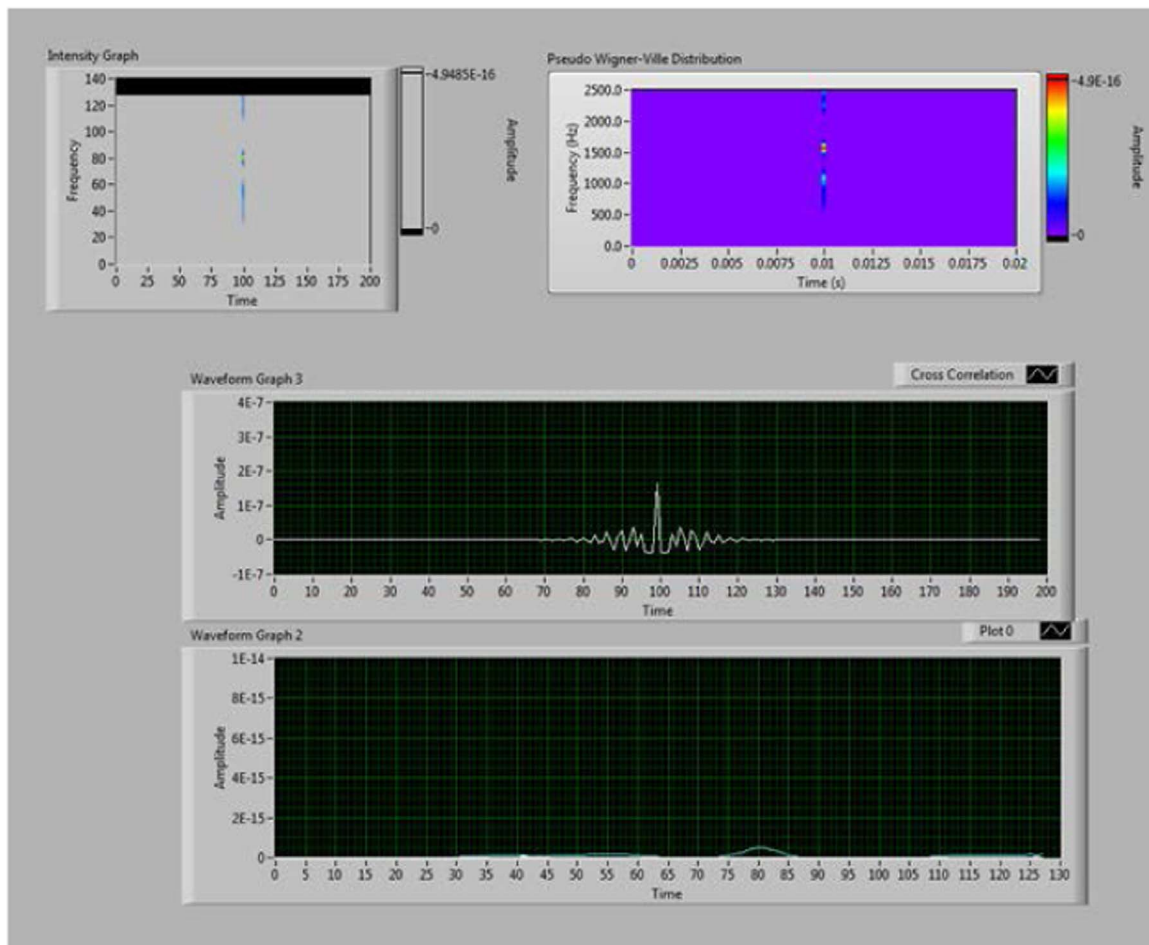 Intensity Graph
140
120
100
80
60
40
20
0
Frequency
0 25 50 75 100 125 150 175 200
Time
4.9485E-16
0
Amplitude
Pseudo Wigner-Ville Distribution
2500.0
2000.0
1500.0
1000.0
500.0
0.0
Frequency (Hz)
0 0.0025 0.005 0.0075 0.01 0.0125 0.015 0.0175 0.02
Time (s)
4.9E-16
0
Amplitude
Waveform Graph 3
Cross Correlation
4E-7
3E-7
2E-7
1E-7
0
-1E-7
Amplitude
0 10 20 30 40 50 60 70 80 90 100 110 120 130 140 150 160 170 180 190 200
Time
Waveform Graph 2
Plot 0
1E-14
8E-15
6E-15
4E-15
2E-15
0
Amplitude
0 5 10 15 20 25 30 35 40 45 50 55 60 65 70 75 80 85 90 95 100 105 110 115 120 125 130
Time